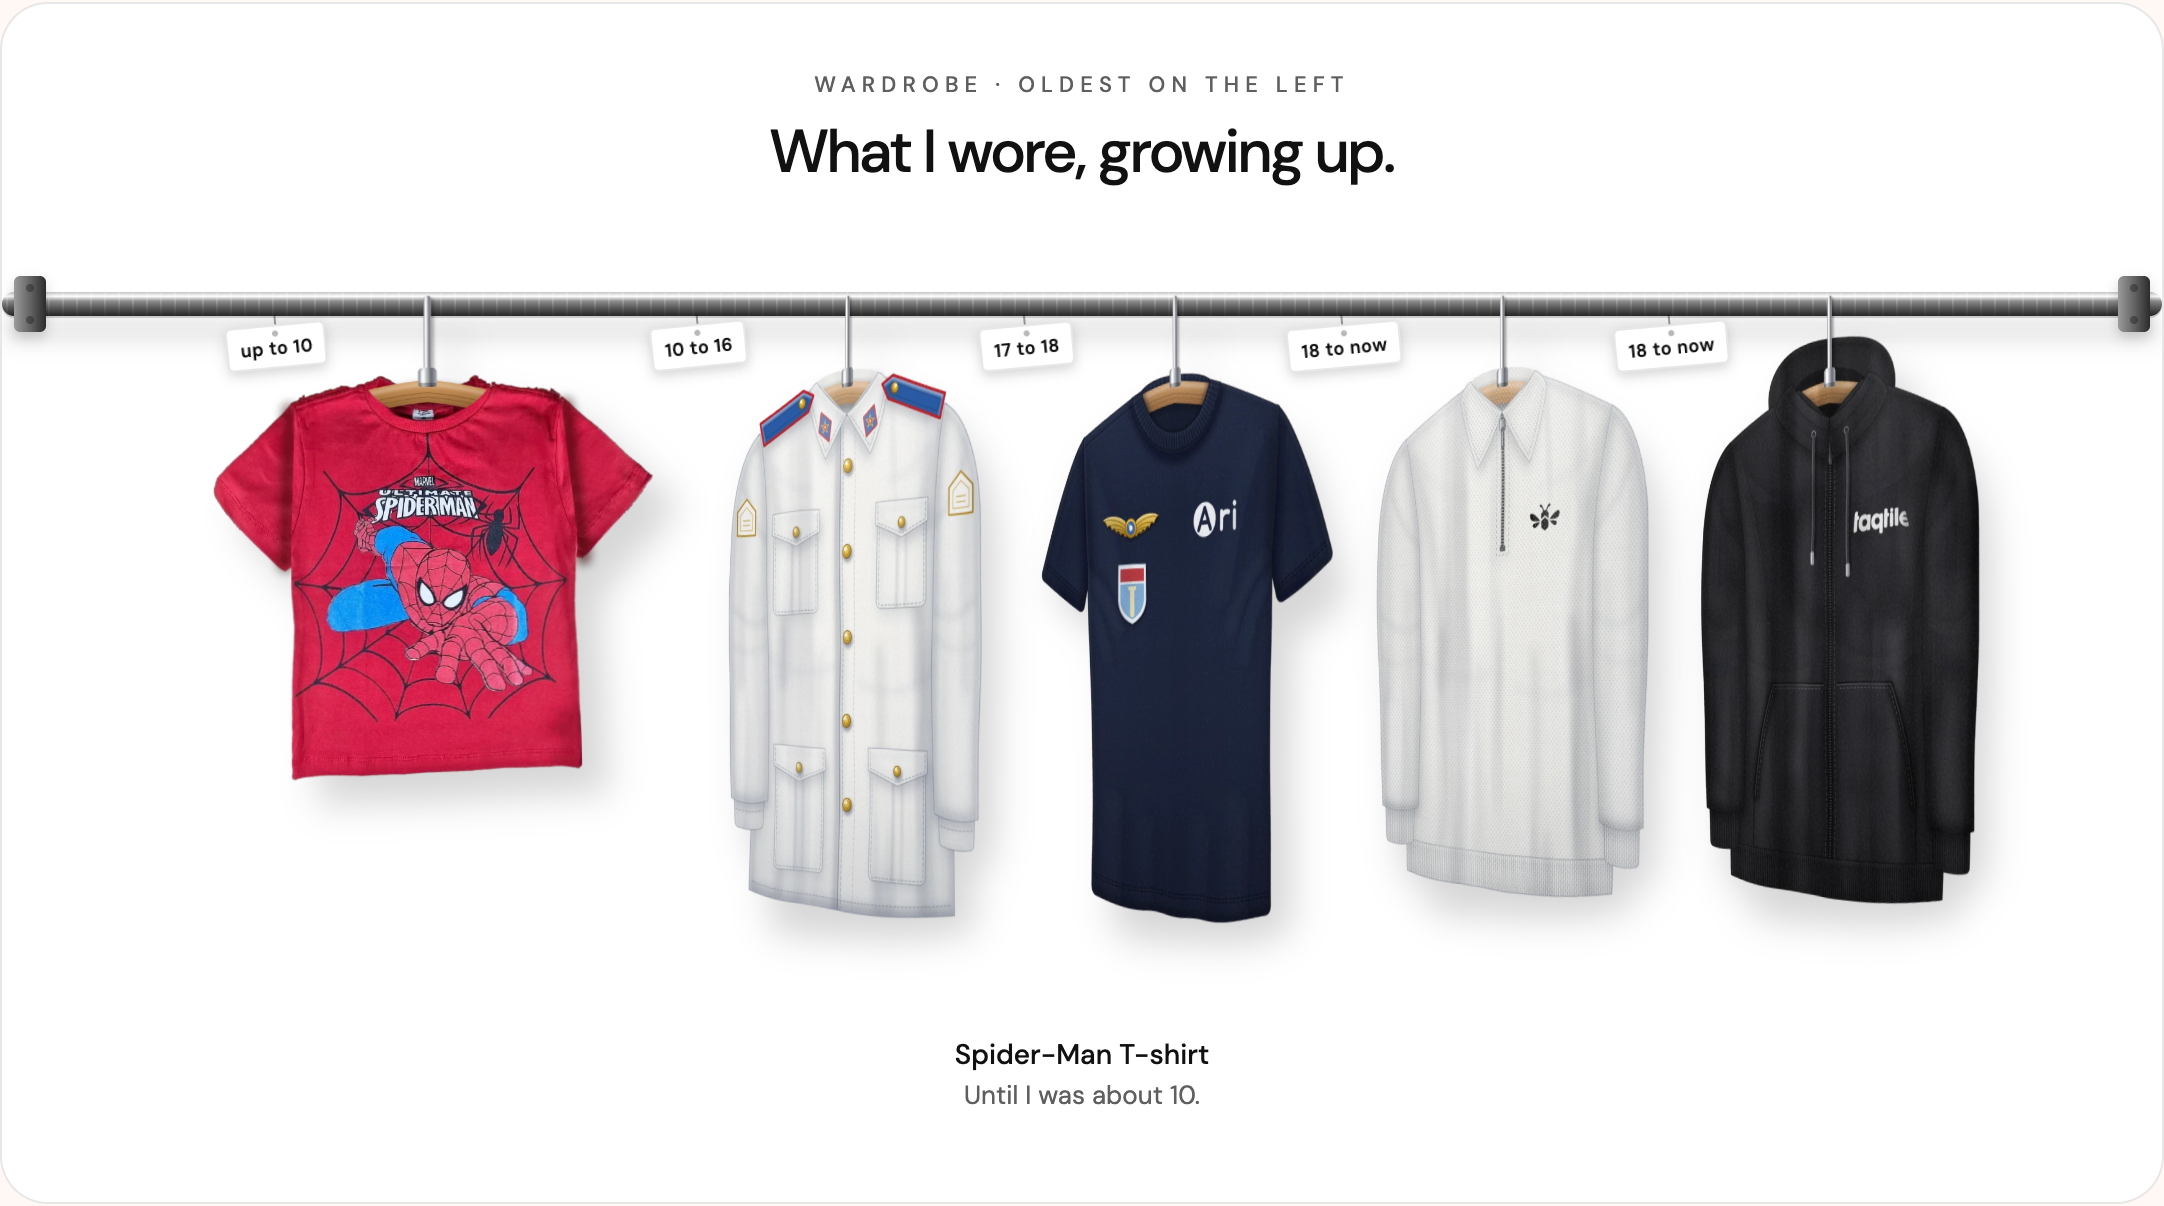 WARDROBE · OLDEST ON THE LEFT
What I wore, growing up.
up to 10
10 to 16
17 to 18
18 to now
18 to now
MARVEL
ULTIMATE
SPIDERMAN
Ari
taqtile
Spider-Man T-shirt
Until I was about 10.